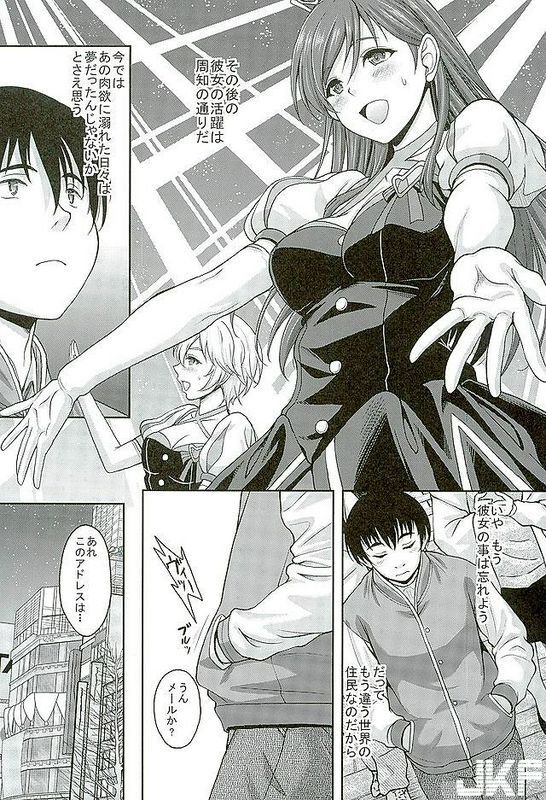 その後の
彼女の活躍は
周知の通りだ
今では
あの肉欲に溺れた日々は
夢だったんじゃないか
とさえ思う
いや もう
彼女の事は忘れよう
だって
もう違う世界の
住民なのだから
ブルッ
うん
メールか？
あれ
このアドレスは…
JKF